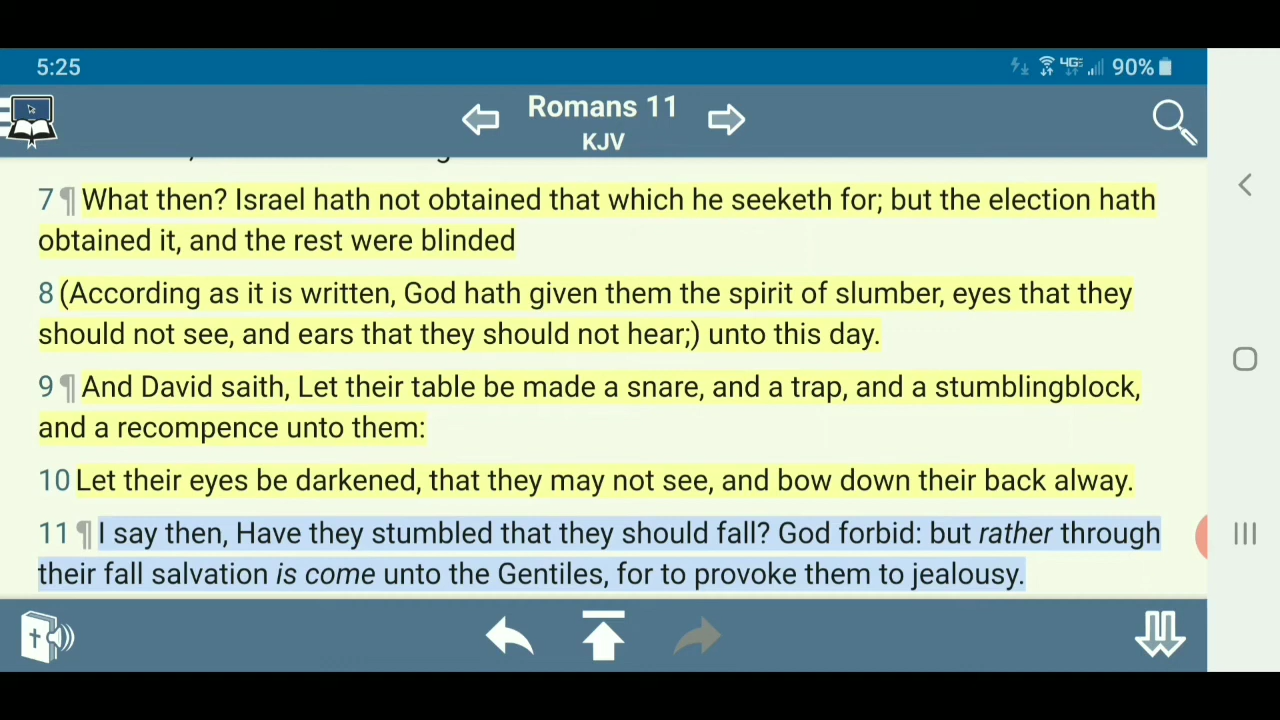 5:25
4G 90%
Romans 11
KJV
7 ¶ What then? Israel hath not obtained that which he seeketh for; but the election hath
obtained it, and the rest were blinded
8 (According as it is written, God hath given them the spirit of slumber, eyes that they
should not see, and ears that they should not hear;) unto this day.
9 ¶ And David saith, Let their table be made a snare, and a trap, and a stumblingblock,
and a recompence unto them:
10 Let their eyes be darkened, that they may not see, and bow down their back alway.
11 ¶ I say then, Have they stumbled that they should fall? God forbid: but rather through
their fall salvation is come unto the Gentiles, for to provoke them to jealousy.